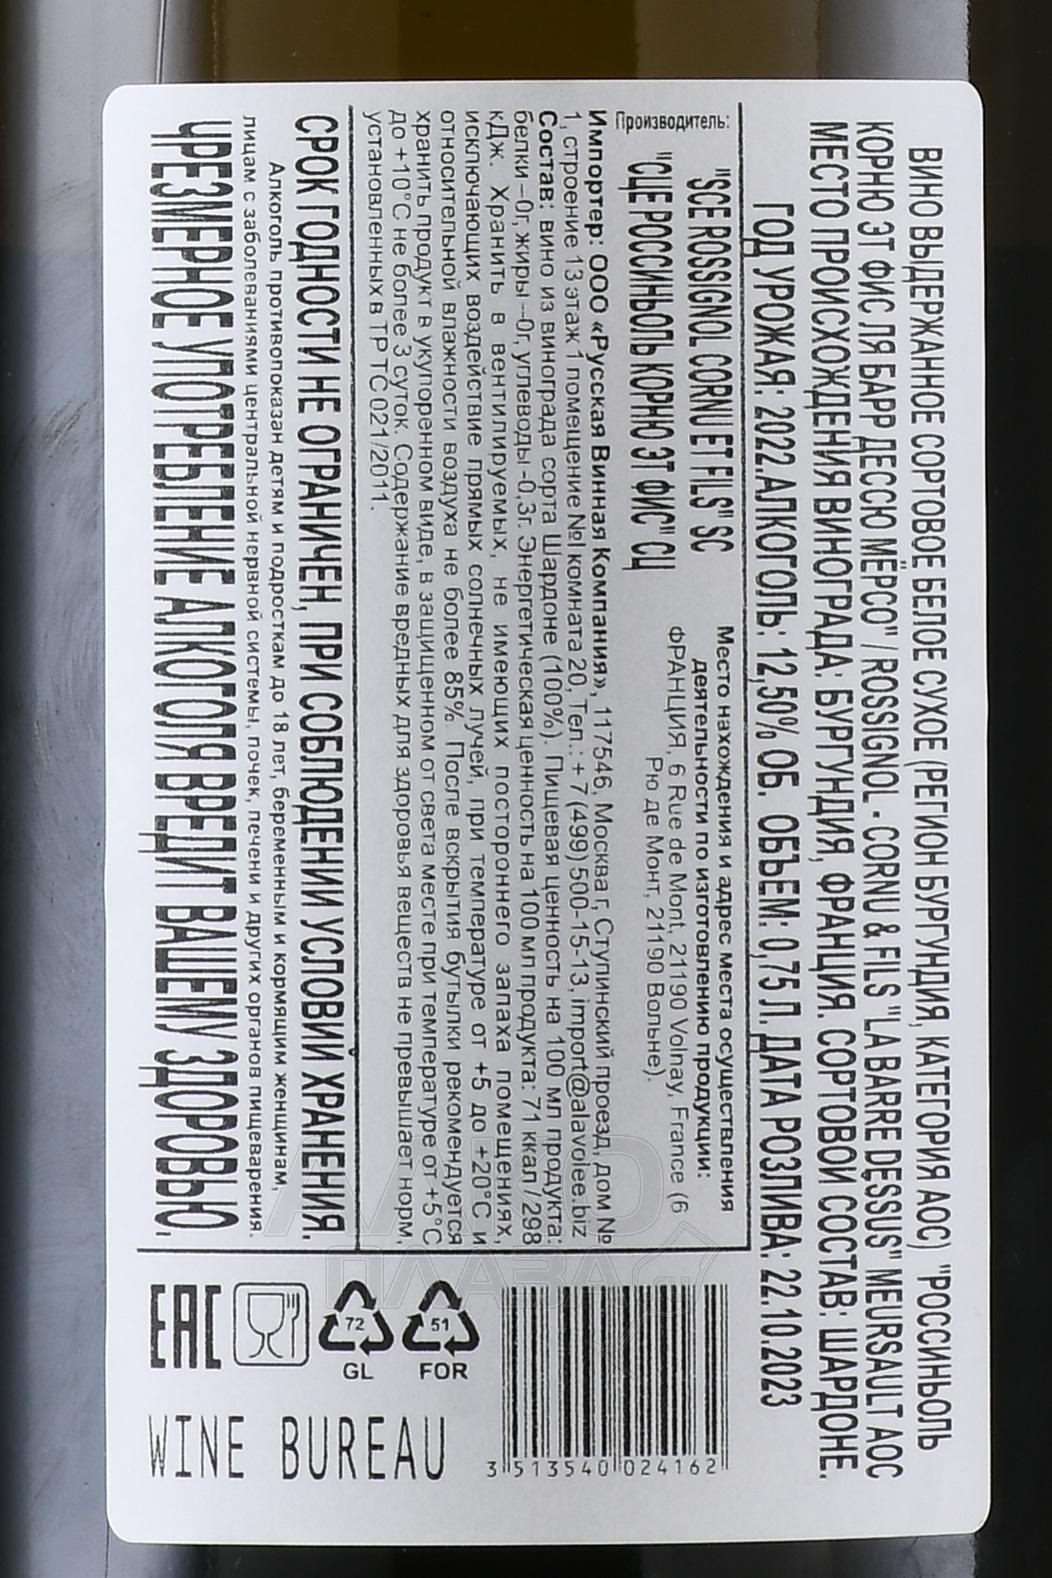 ВИНО ВЫДЕРЖАННОЕ СОРТОВОЕ БЕЛОЕ СУХОЕ (РЕГИОН БУРГУНДИЯ, КАТЕГОРИЯ АОС) "РОССИНЬОЛЬ
КОРНО ЭТ ФИС ЛЯ БАРР ДЕССЮ МЁРСО" / ROSSIGNOL - CORNU & FILS "LA BARRE DESSUS" MEURSAULT AOC
МЕСТО ПРОИСХОЖДЕНИЯ ВИНОГРАДА: БУРГУНДИЯ, ФРАНЦИЯ. СОРТОВОЙ СОСТАВ: ШАРДОНЕ.
ГОД УРОЖАЯ: 2022.АЛКОГОЛЬ: 12,50% ОБ. ОБЪЕМ: 0,75 Л. ДАТА РОЗЛИВА: 22.10.2023
Производитель:
"SCE ROSSIGNOL CORNU ET FILS" SC
"СЦЕ РОССИНЬОЛЬ КОРНО ЭТ ФИС" СЦ
Место нахождения и адрес места осуществления
деятельности по изготовлению продукции:
ФРАНЦИЯ, 6 Rue de Mont, 21190 Volnay, France (6
Рю де Монт, 21190 Вольне).
Импортер: ООО «Русская Винная Компания», 117546, Москва г, Ступинский проезд, дом №
1, строение 13 этаж 1 помещение №I комната 20, Тел.: + 7(499) 500-15-13, import@alavolee.biz
Состав: вино из винограда сорта Шардоне (100%). Пищевая ценность на 100 мл продукта:
белки – 0г, жиры –0г, углеводы -0,3г. Энергетическая ценность на 100 мл продукта: 71 ккал /298
кДж. Хранить в вентилируемых, не имеющих постороннего запаха помещениях,
исключающих воздействие прямых солнечных лучей, при температуре от +5 до +20°С и
относительной влажности воздуха не более 85%. После вскрытия бутылки рекомендуется
хранить продукт в укупоренном виде, в защищенном от света месте при температуре от +5°С
до +10°С не более 3 суток. Содержание вредных для здоровья веществ не превышает норм,
установленных в ТР ТС 021/2011.
СРОК ГОДНОСТИ НЕ ОГРАНИЧЕН, ПРИ СОБЛЮДЕНИИ УСЛОВИЙ ХРАНЕНИЯ.
Алкоголь противопоказан детям и подросткам до 18 лет, беременным и кормящим женщинам,
лицам с заболеваниями центральной нервной системы, почек, печени и других органов пищеварения.
ЧРЕЗМЕРНОЕ УПОТРЕБЛЕНИЕ АЛКОГОЛЯ ВРЕДИТ ВАШЕМУ ЗДОРОВЬЮ.
3 513540 024162
51
FOR
72
GL
EAC
WINE BUREAU